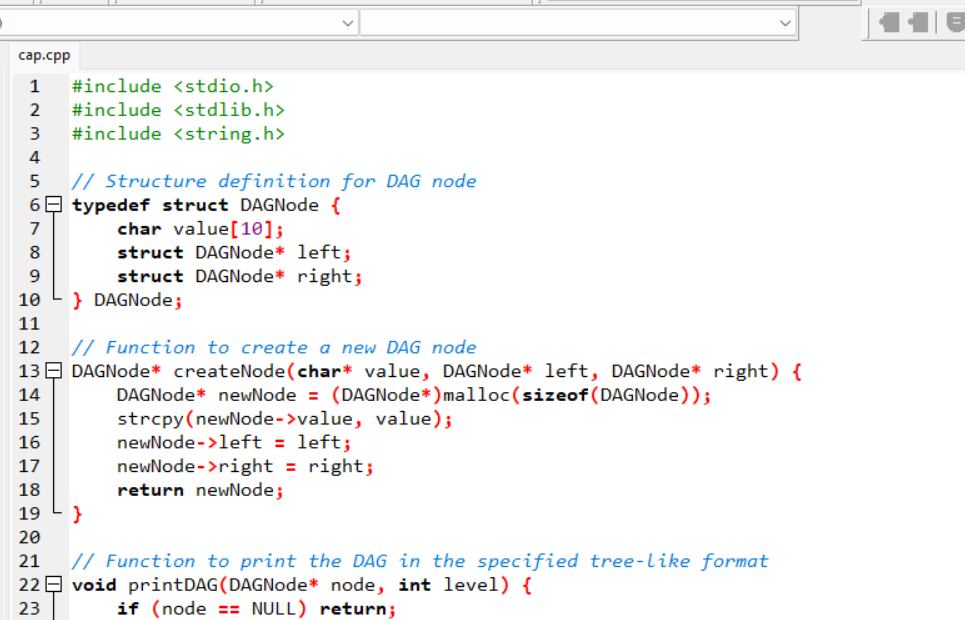 cap.cpp
1 #include <stdio.h>
2 #include <stdlib.h>
3 #include <string.h>
4
5 // Structure definition for DAG node
6 typedef struct DAGNode {
7     char value[10];
8     struct DAGNode* left;
9     struct DAGNode* right;
10 } DAGNode;
11
12 // Function to create a new DAG node
13 DAGNode* createNode(char* value, DAGNode* left, DAGNode* right) {
14     DAGNode* newNode = (DAGNode*)malloc(sizeof(DAGNode));
15     strcpy(newNode->value, value);
16     newNode->left = left;
17     newNode->right = right;
18     return newNode;
19 }
20
21 // Function to print the DAG in the specified tree-like format
22 void printDAG(DAGNode* node, int level) {
23     if (node == NULL) return;